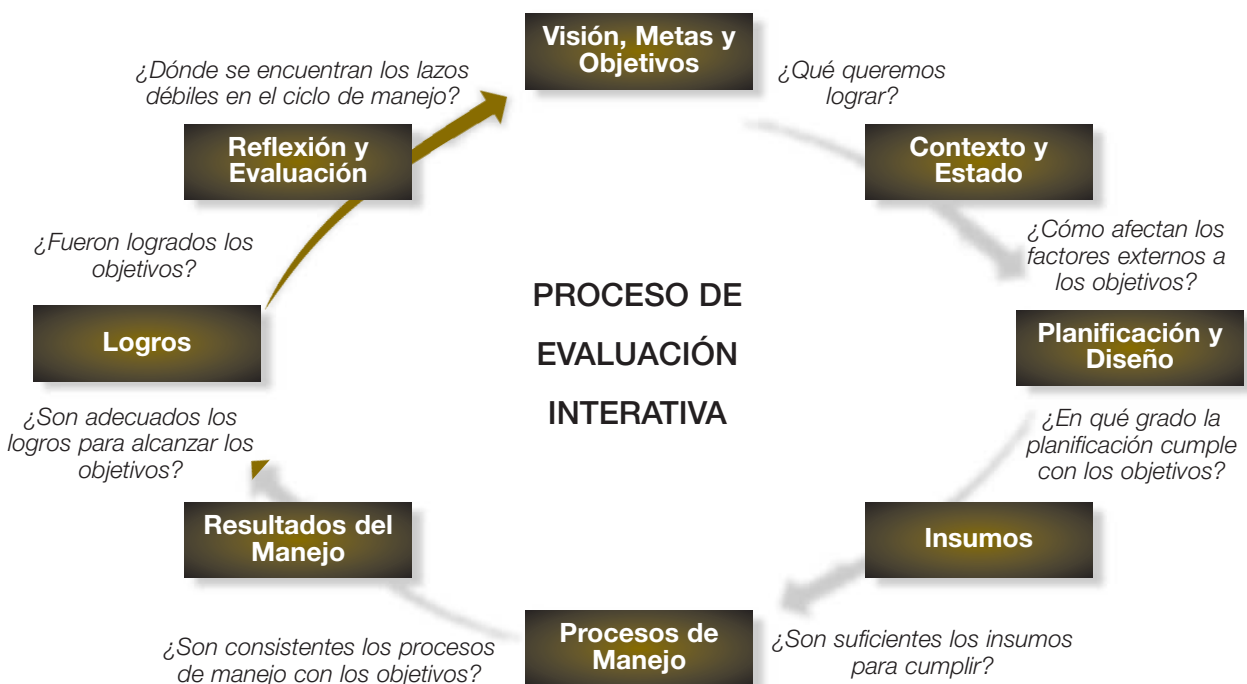 Visión, Metas y
Objetivos
¿Qué queremos
lograr?
Contexto y
Estado
¿Cómo afectan los
factores externos a
los objetivos?
Planificación y
Diseño
¿En qué grado la
planificación cumple
con los objetivos?
Insumos
¿Son suficientes los insumos
para cumplir?
Procesos de
Manejo
¿Son consistentes los procesos
de manejo con los objetivos?
Resultados del
Manejo
¿Son adecuados los
logros para alcanzar los
objetivos?
Logros
¿Fueron logrados los
objetivos?
Reflexión y
Evaluación
¿Dónde se encuentran los lazos
débiles en el ciclo de manejo?
PROCESO DE
EVALUACIÓN
INTERATIVA